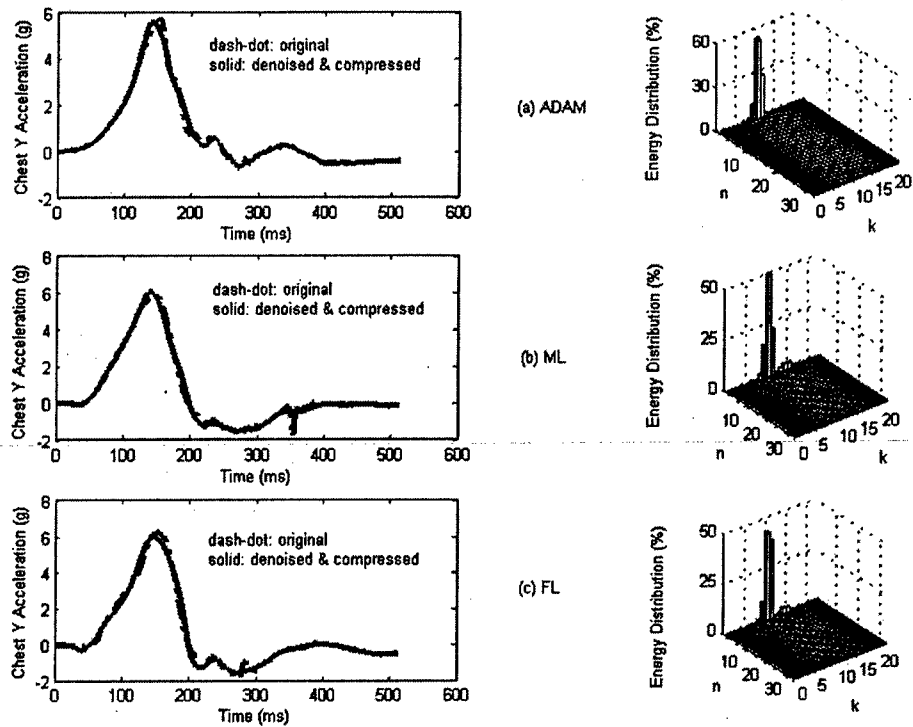 Chest Y Acceleration (g)
6
4
2
0
-2
dash-dot: original
solid: denoised & compressed
0 100 200 300 400 500 600
Time (ms)
(a) ADAM
Energy Distribution (%)
60
30
0
10
20
30
n
0 5 10 15 20
k
Chest Y Acceleration (g)
8
6
4
2
0
-2
dash-dot: original
solid: denoised & compressed
0 100 200 300 400 500 600
Time (ms)
(b) ML
Energy Distribution (%)
50
25
0
10
20
30
n
0 5 10 15 20
k
Chest Y Acceleration (g)
8
6
4
2
0
-2
dash-dot: original
solid: denoised & compressed
0 100 200 300 400 500 600
Time (ms)
(c) FL
Energy Distribution (%)
50
25
0
10
20
30
n
0 5 10 15 20
k